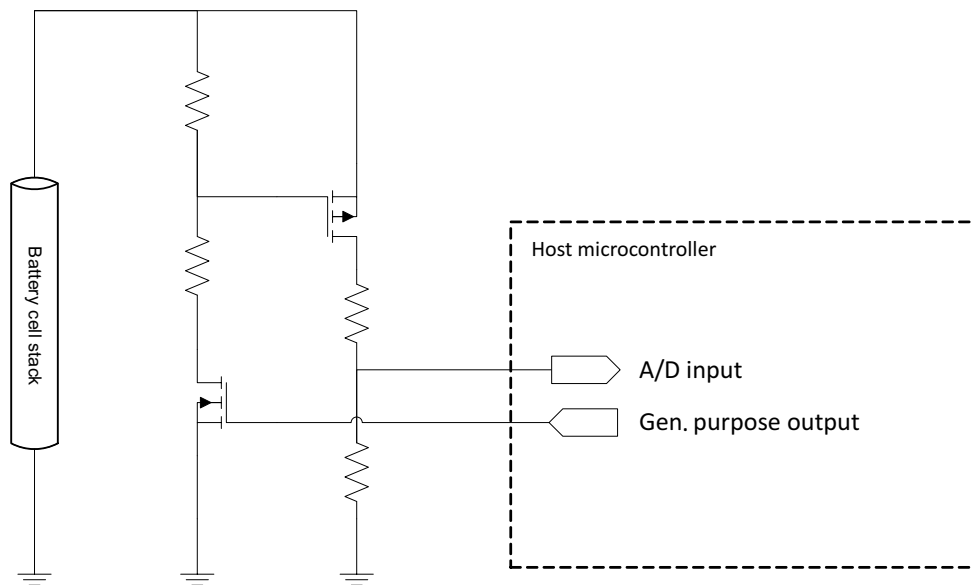 Battery cell stack
Host microcontroller
A/D input
Gen. purpose output